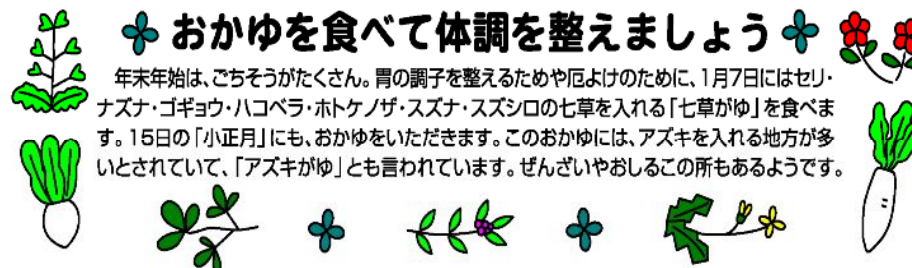 おかゆを食べて体調を整えましょう
年末年始は、ごちそうがたくさん。胃の調子を整えるためや厄よけのために、1月7日にはセリ・
ナズナ・ゴギョウ・ハコベラ・ホトケノザ・スズナ・スズシロの七草を入れる「七草がゆ」を食べま
す。15日の「小正月」にも、おかゆをいただきます。このおかゆには、アズキを入れる地方が多
いとされていて、「アズキがゆ」とも言われています。ぜんざいやおしるこの所もあるようです。